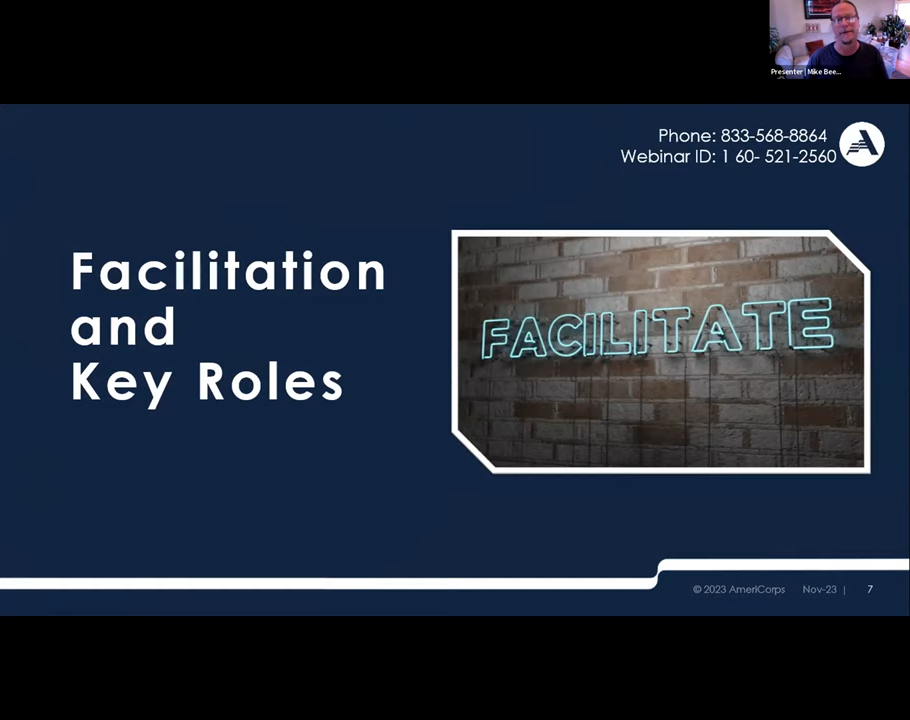 Presenter | Mike Bee...
Phone: 833-568-8864
Webinar ID: 1 60- 521-2560
Facilitation
and
Key Roles
FACILITATE
© 2023 AmeriCorps Nov-23 | 7